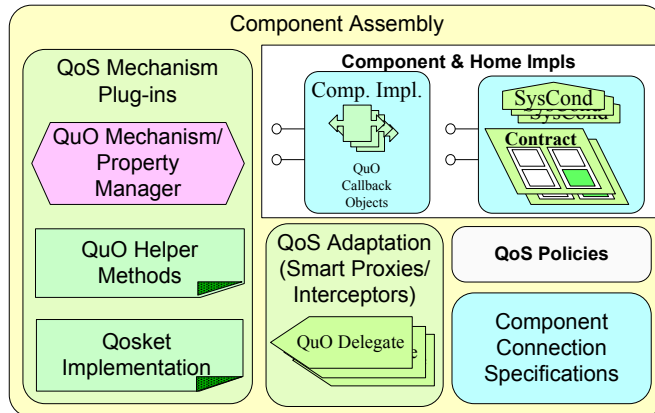 Component Assembly
QoS Mechanism
Plug-ins
QuO Mechanism/
Property
Manager
QuO Helper
Methods
Qosket
Implementation
Component & Home Impls
Comp. Impl.
QuO
Callback
Objects
SysCond
SysCond
Contract
QoS Adaptation
(Smart Proxies/
Interceptors)
QuO Delegate
QoS Policies
Component
Connection
Specifications